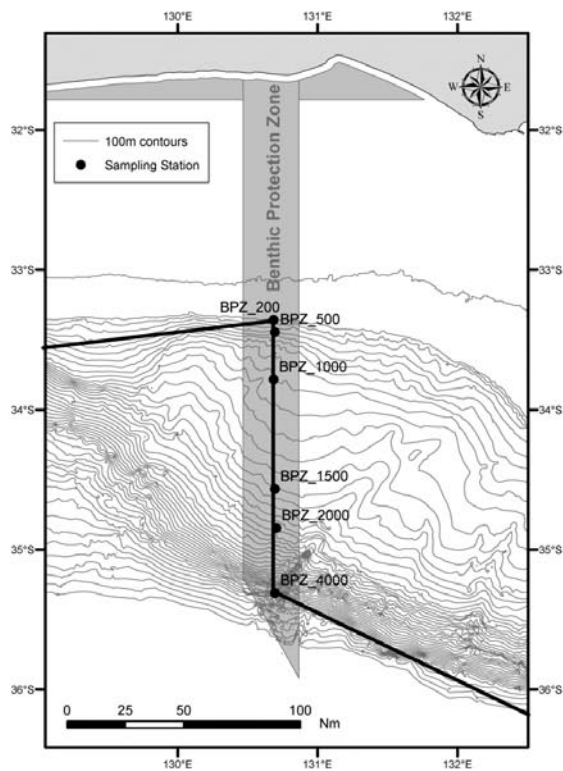 130°E 131°E 132°E
N
W E
S
32°S 32°S
100m contours
Sampling Station
Benthic Protection Zone
33°S 33°S
BPZ_200
BPZ_500
BPZ_1000
34°S 34°S
BPZ_1500
BPZ_2000
35°S 35°S
BPZ_4000
36°S 36°S
0 25 50 100
Nm
130°E 131°E 132°E